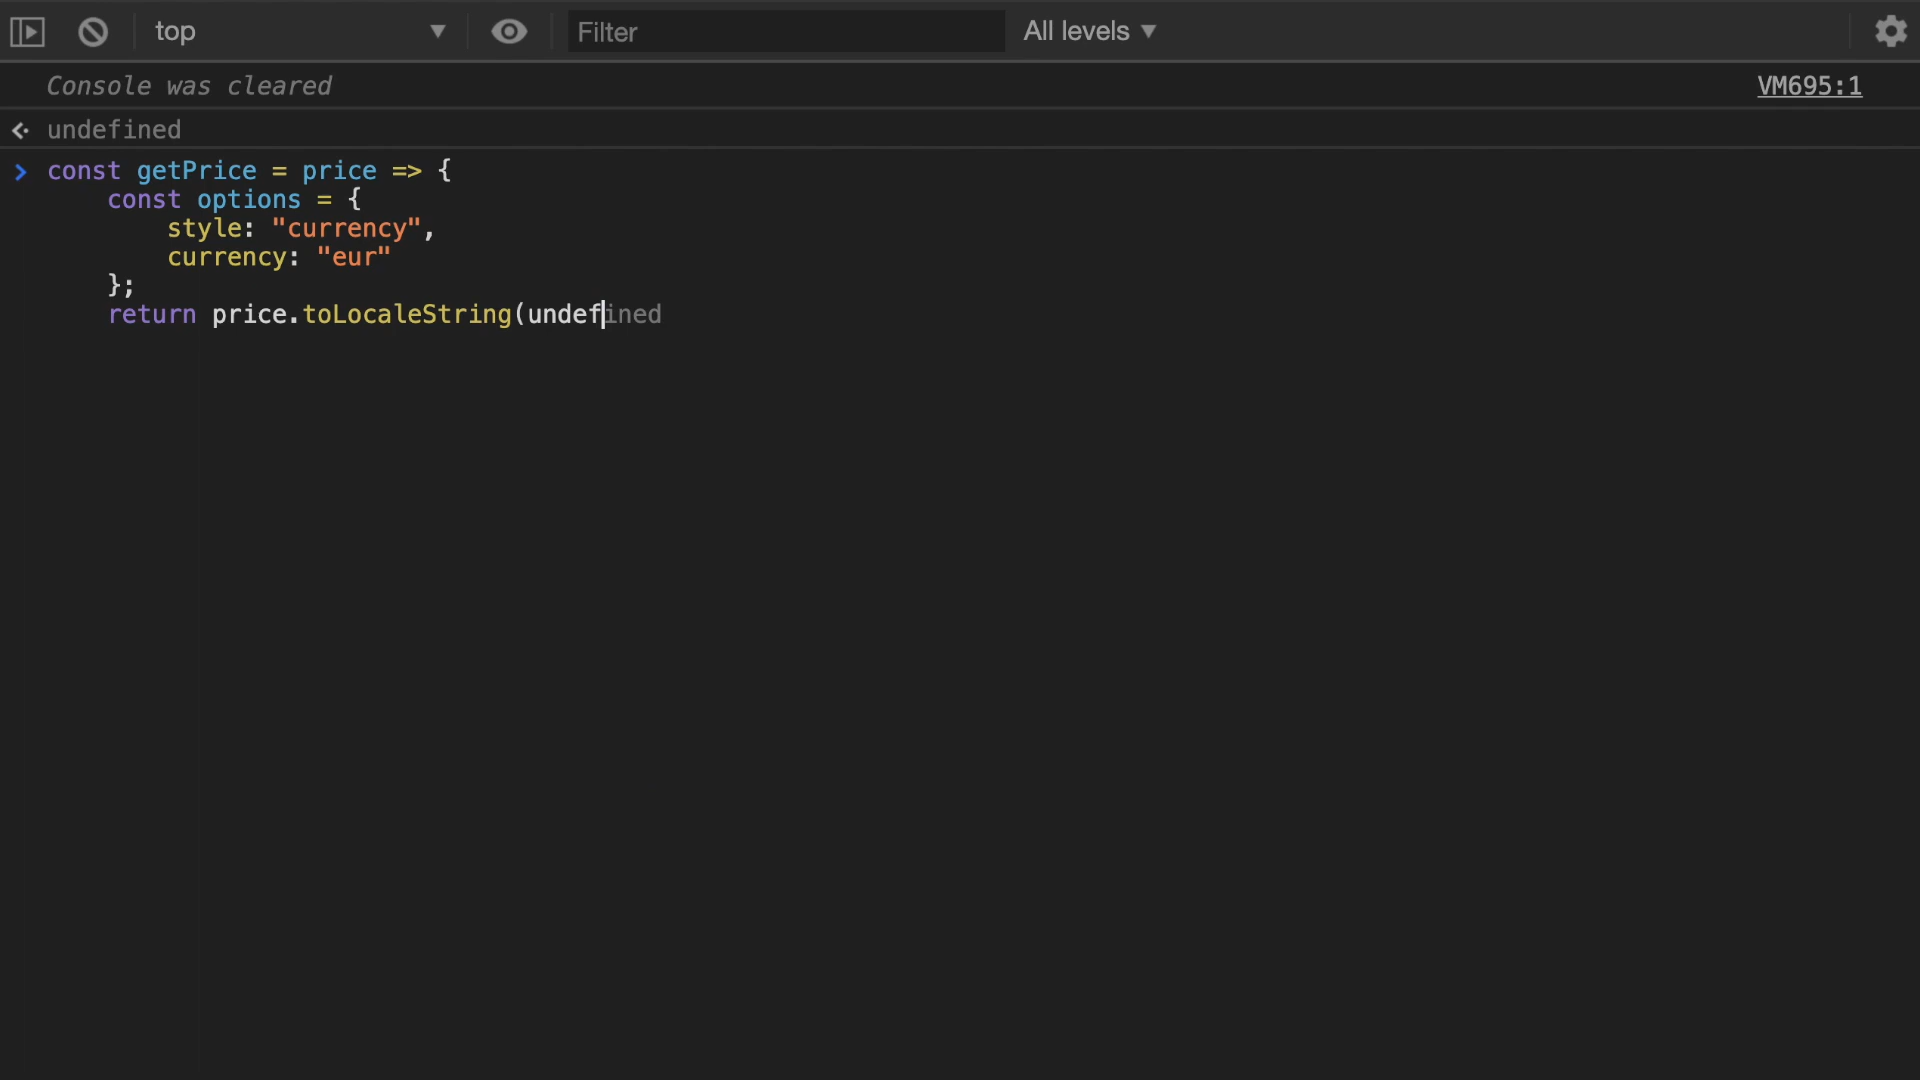 top ▼ Filter All levels ▼
Console was cleared VM695:1
undefined
const getPrice = price => {
    const options = {
        style: "currency",
        currency: "eur"
    };
    return price.toLocaleString(undefined